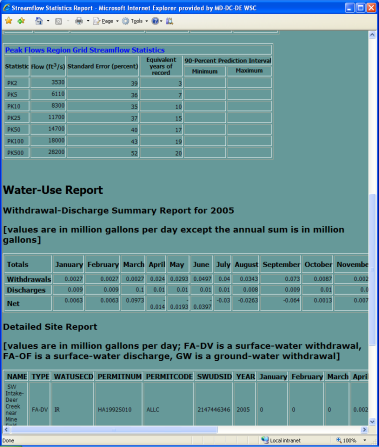 Streamflow Statistics Report - Microsoft Internet Explorer provided by MD-DC-DE WSC
Page Tools
Peak Flows Region Grid Streamflow Statistics
Statistic Flow (ft³/s) Standard Error (percent) Equivalent years of record 90-Percent Prediction Interval
Minimum Maximum
PK2 3530 39 3
PK5 6110 36 7
PK10 8300 35 10
PK25 11700 37 15
PK50 14700 40 17
PK100 18000 43 19
PK500 28200 52 20
Water-Use Report
Withdrawal-Discharge Summary Report for 2005
[values are in million gallons per day except the annual sum is in million
gallons]
Totals January February March April May June July August September October Novembe
Withdrawals 0.0027 0.0027 0.0027 0.024 0.0293 0.0497 0.04 0.0343 0.073 0.0087 0.002
Discharges 0.009 0.009 0.1 0.01 0.01 0.01 0.01 0.008 0.009 0.01
Net 0.0063 0.0063 0.0973 -0.014 -0.0193 -0.0397 -0.03 -0.0263 -0.064 0.0013 0.007
Detailed Site Report
[values are in million gallons per day; FA-DV is a surface-water withdrawal,
FA-OF is a surface-water discharge, GW is a ground-water withdrawal]
NAME TYPE WATUSECD PERMITNUM PERMITCODE SWUDSID YEAR January February March April
SW Intake-Deer Creek near Mine FA-DV IR HA1992S010 ALLC 2147446346 2005 0 0 0 0.002
Done Local intranet 100%